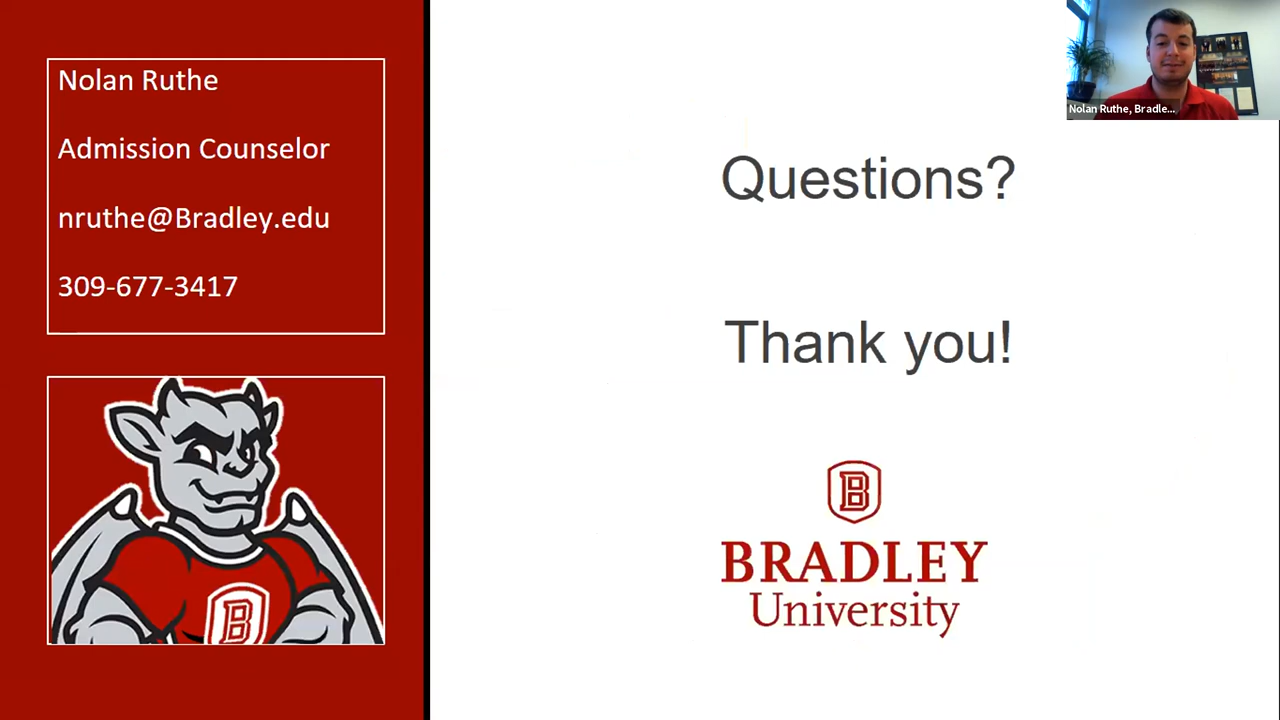 Nolan Ruthe
Admission Counselor
nruthe@Bradley.edu
309-677-3417
Nolan Ruthe, Bradle...
Questions?
Thank you!
B
BRADLEY
University
B